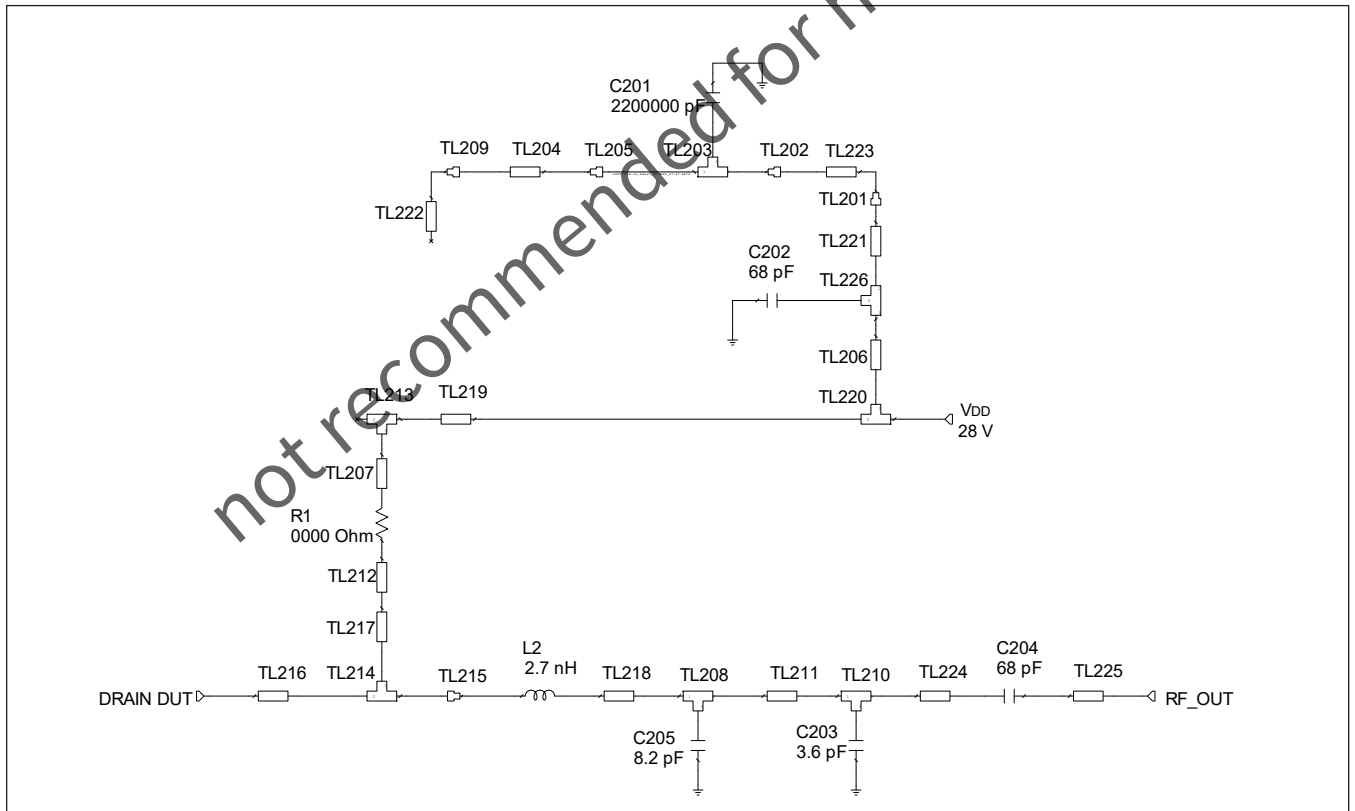 not recommended for n
C201
2200000 pF
TL209
TL204
TL205
TL203
TL202
TL223
TL222
TL201
TL221
C202
68 pF
TL226
TL206
TL213
TL219
TL220
VDD
28 V
TL207
R1
0000 Ohm
TL212
TL217
L2
2.7 nH
C204
68 pF
DRAIN DUT
TL216
TL214
TL215
TL218
TL208
TL211
TL210
TL224
TL225
RF_OUT
C205
8.2 pF
C203
3.6 pF